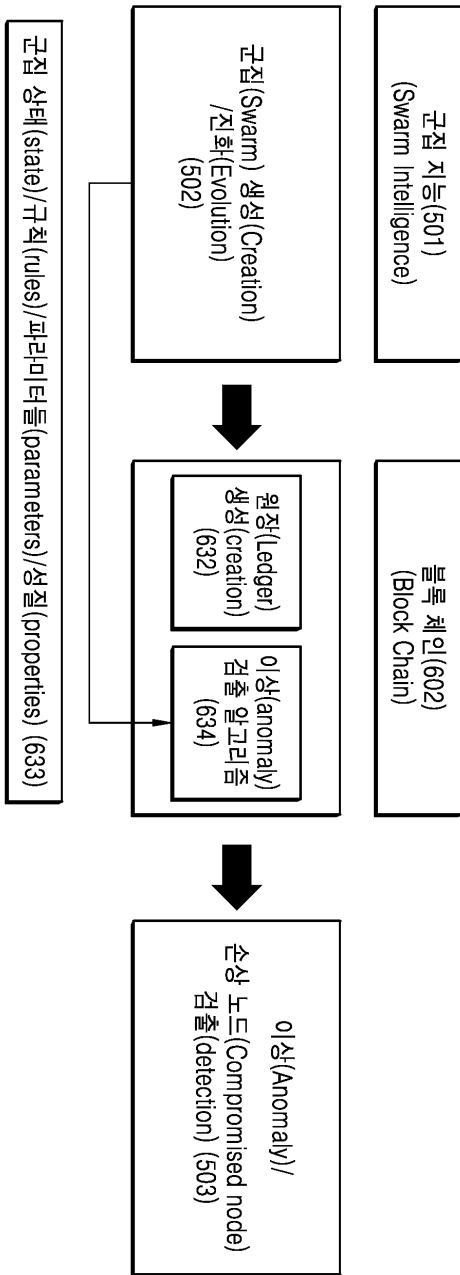 군집 지능(501)
(Swarm Intelligence)
블록 체인(602)
(Block Chain)
군집(Swarm) 생성(Creation)
/진화(Evolution)
(502)
원장(Ledger)
생성(creation)
(632)
이상(anomaly)
검출 알고리즘
(634)
이상(Anomaly)/
손상 노드(Compromised node)
검출(detection) (503)
군집 상태(state)/규칙(rules)/파라미터들(parameters)/성질(properties) (633)